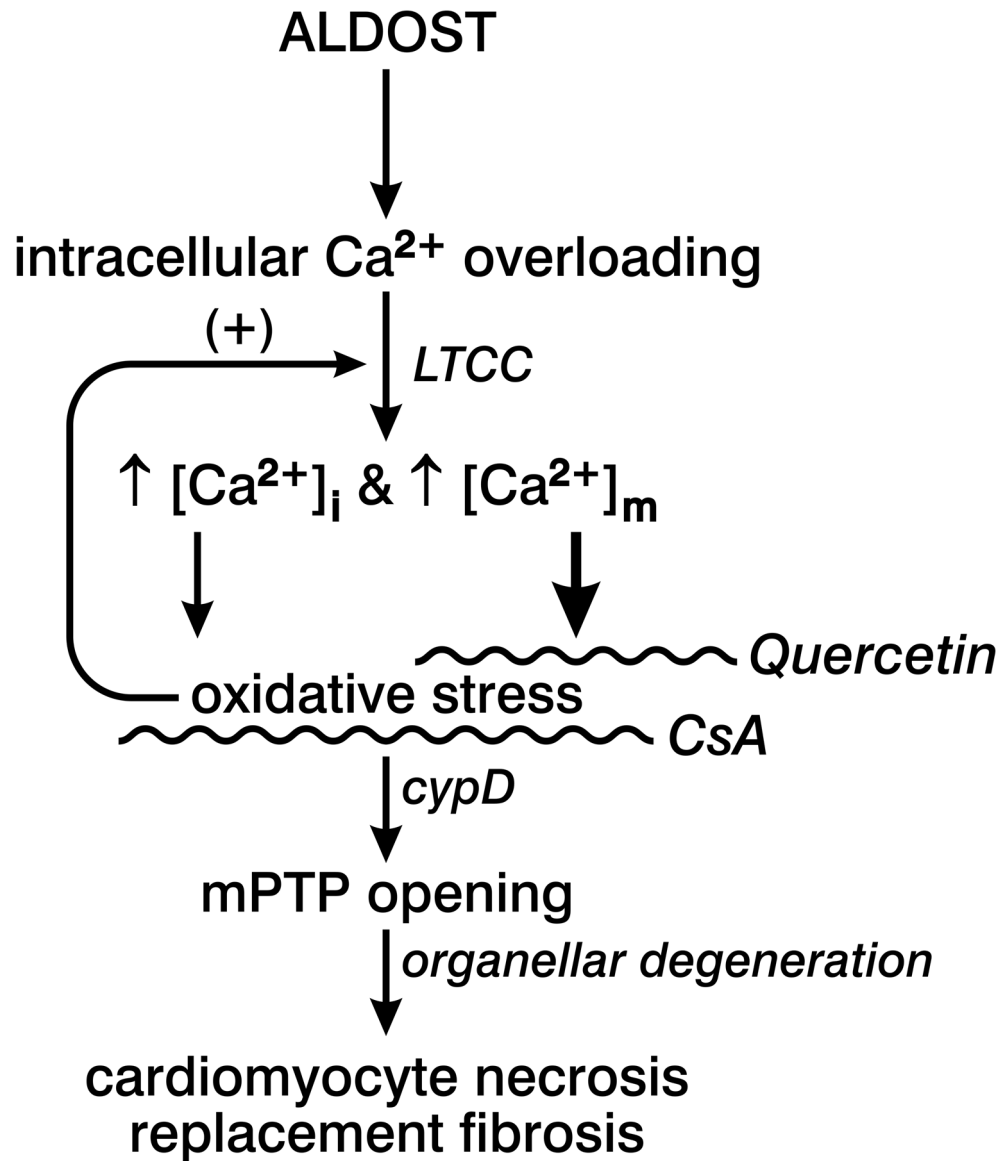 ALDOST
intracellular Ca²⁺ overloading
(+)
LTCC
↑ [Ca²⁺]ᵢ & ↑ [Ca²⁺]ₘ
Quercetin
oxidative stress
CsA
cypD
mPTP opening
organellar degeneration
cardiomyocyte necrosis
replacement fibrosis